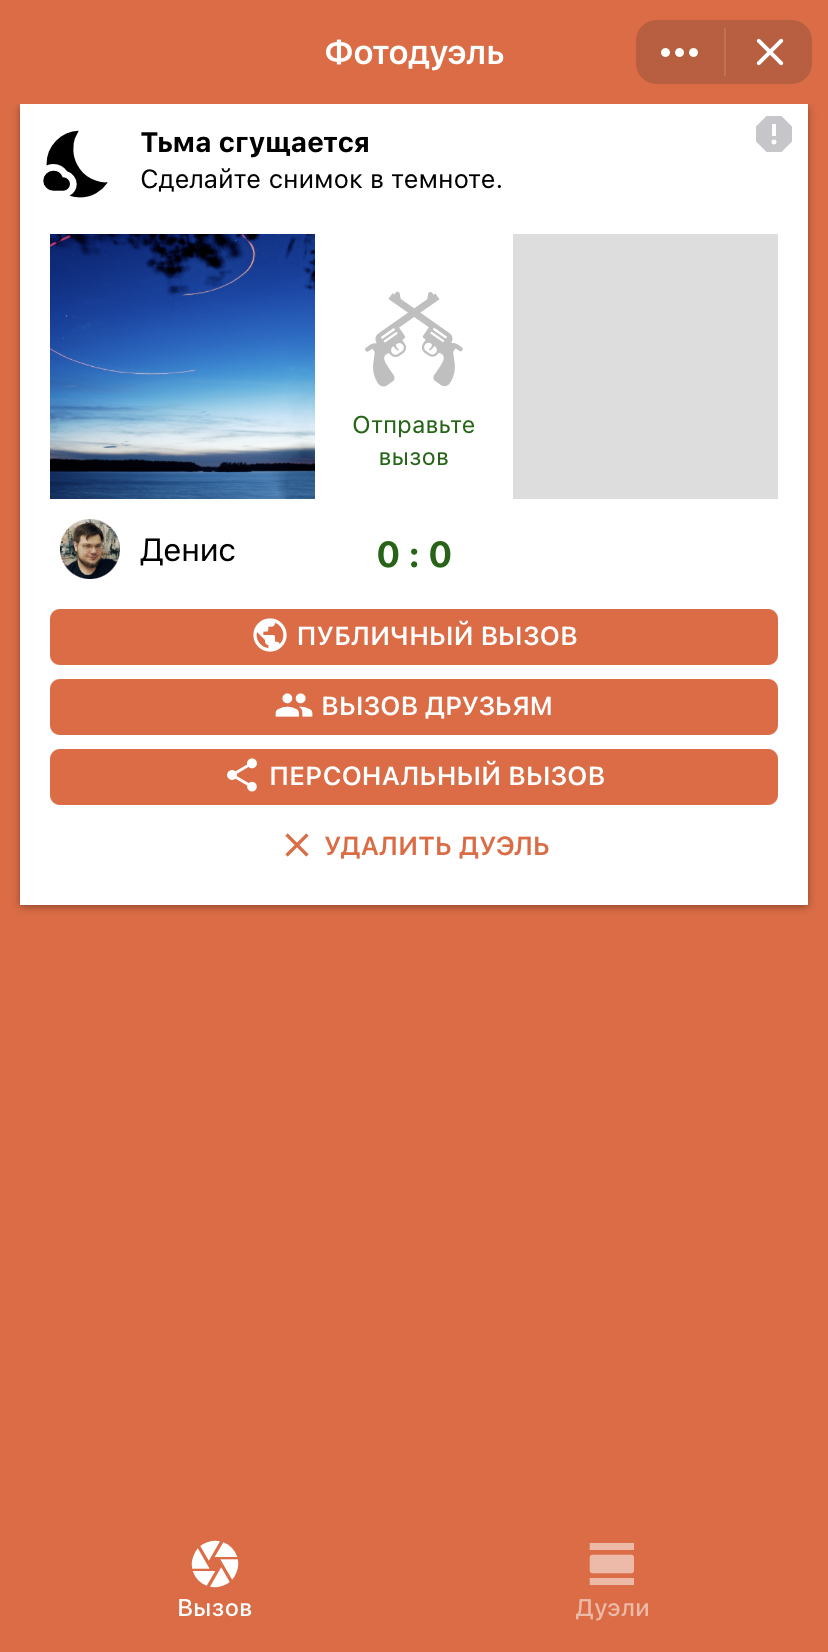 Фотодуэль
Тьма сгущается
Сделайте снимок в темноте.
Отправьте
вызов
Денис
0 : 0
ПУБЛИЧНЫЙ ВЫЗОВ
ВЫЗОВ ДРУЗЬЯМ
ПЕРСОНАЛЬНЫЙ ВЫЗОВ
УДАЛИТЬ ДУЭЛЬ
Вызов
Дуэли